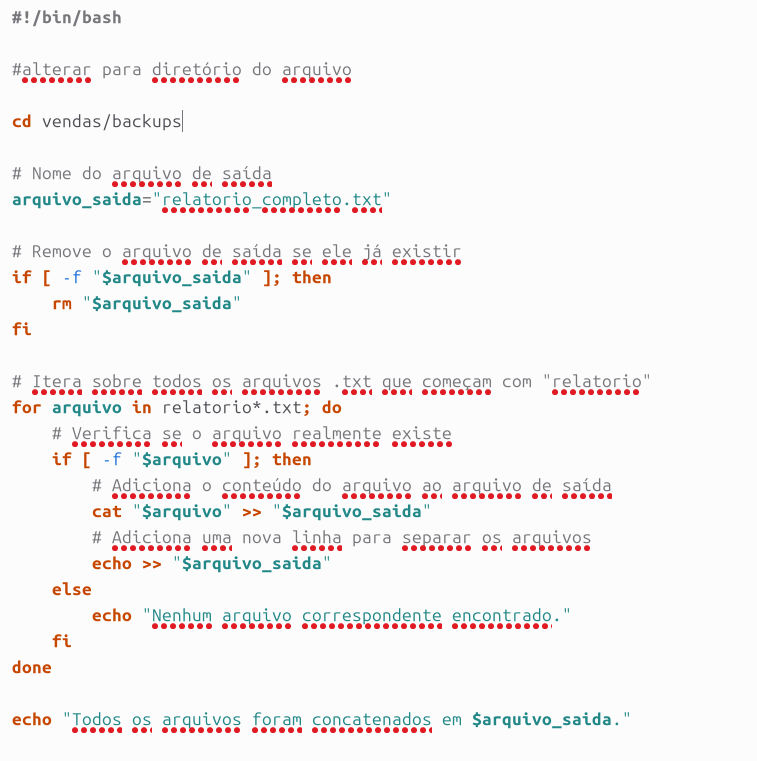 #!/bin/bash
#alterar para diretório do arquivo
cd vendas/backups
# Nome do arquivo de saída
arquivo_saida="relatorio_completo.txt"
# Remove o arquivo de saída se ele já existir
if [ -f "$arquivo_saida" ]; then
    rm "$arquivo_saida"
fi
# Itera sobre todos os arquivos .txt que começam com "relatorio"
for arquivo in relatorio*.txt; do
    # Verifica se o arquivo realmente existe
    if [ -f "$arquivo" ]; then
        # Adiciona o conteúdo do arquivo ao arquivo de saída
        cat "$arquivo" >> "$arquivo_saida"
        # Adiciona uma nova linha para separar os arquivos
        echo >> "$arquivo_saida"
    else
        echo "Nenhum arquivo correspondente encontrado."
    fi
done
echo "Todos os arquivos foram concatenados em $arquivo_saida."